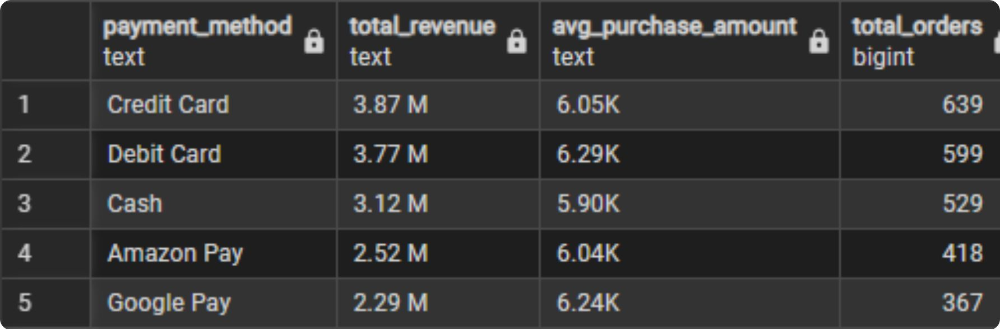 payment_method total_revenue avg_purchase_amount total_orders
text text text bigint
1 Credit Card 3.87 M 6.05K 639
2 Debit Card 3.77 M 6.29K 599
3 Cash 3.12 M 5.90K 529
4 Amazon Pay 2.52 M 6.04K 418
5 Google Pay 2.29 M 6.24K 367